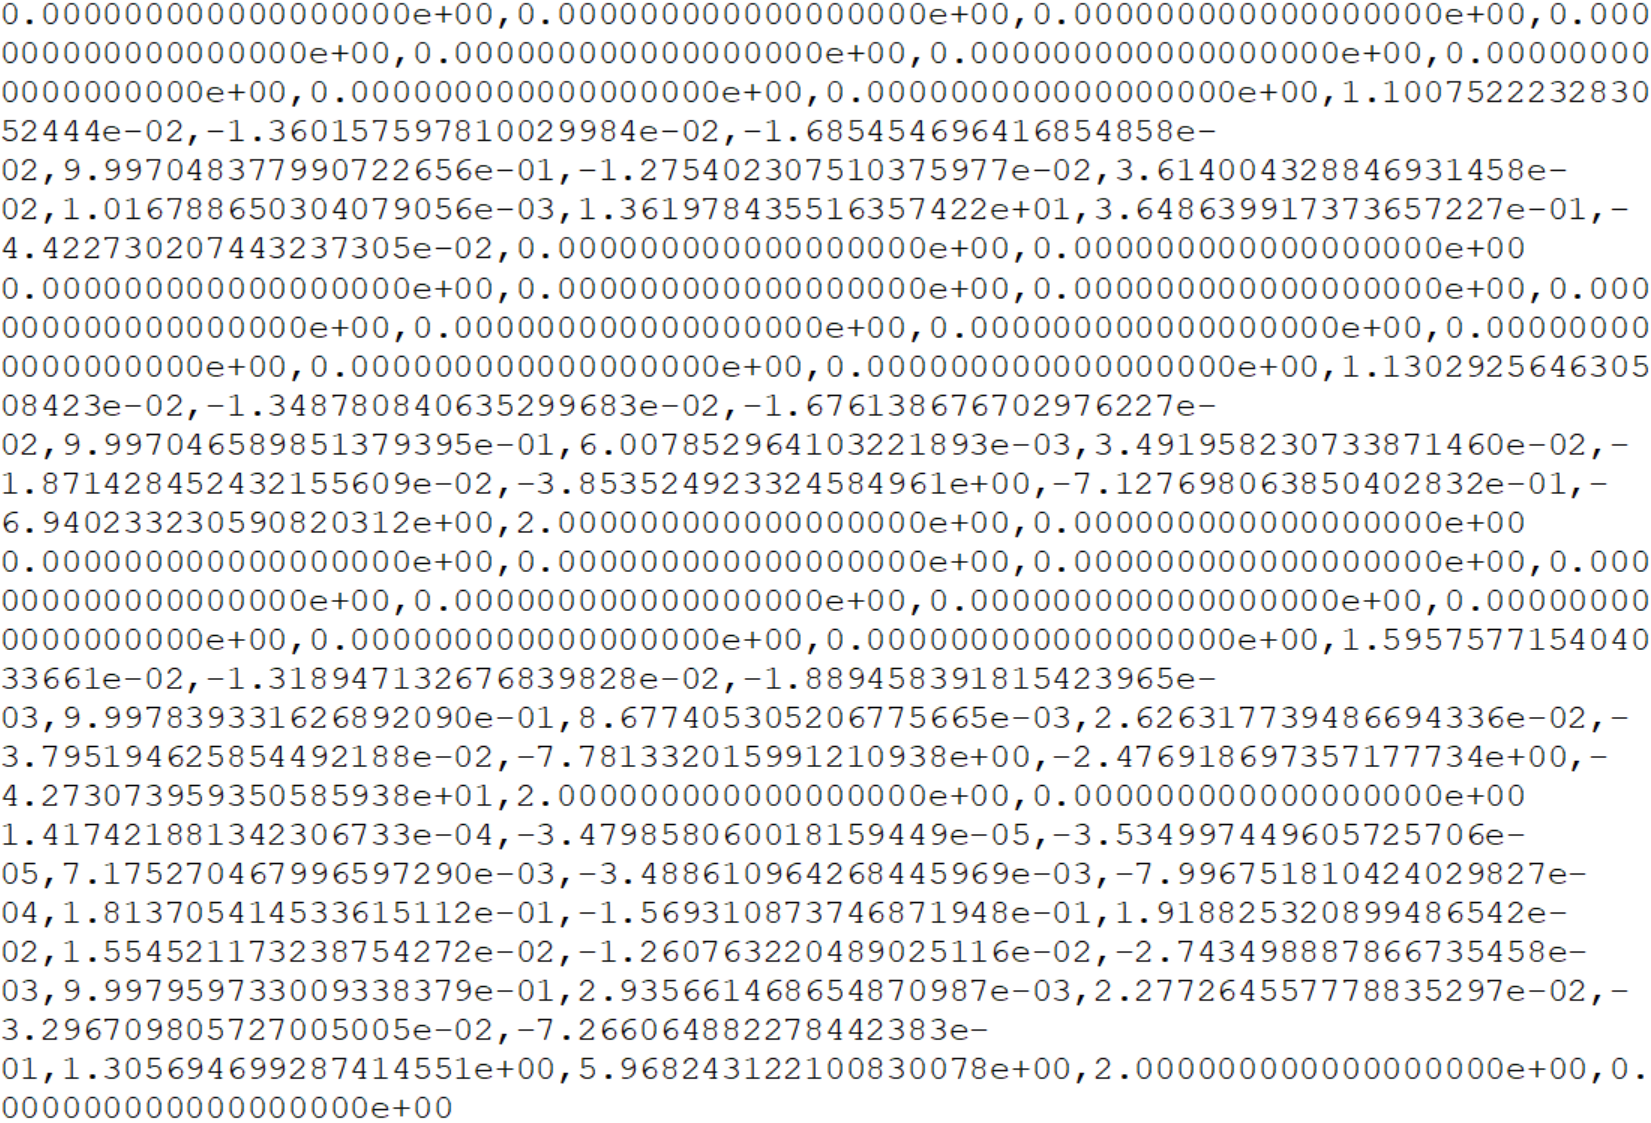 0.000000000000000000e+00,0.000000000000000000e+00,0.000000000000000000e+00,0.000
000000000000000e+00,0.000000000000000000e+00,0.000000000000000000e+00,0.00000000
0000000000e+00,0.000000000000000000e+00,0.000000000000000000e+00,1.1007522232830
52444e-02,-1.360157597810029984e-02,-1.685454696416854858e-
02,9.997048377990722656e-01,-1.275402307510375977e-02,3.614004328846931458e-
02,1.016788650304079056e-03,1.361978435516357422e+01,3.648639917373657227e-01,-
4.422730207443237305e-02,0.000000000000000000e+00,0.000000000000000000e+00
0.000000000000000000e+00,0.000000000000000000e+00,0.000000000000000000e+00,0.000
000000000000000e+00,0.000000000000000000e+00,0.000000000000000000e+00,0.00000000
0000000000e+00,0.000000000000000000e+00,0.000000000000000000e+00,1.1302925646305
08423e-02,-1.348780840635299683e-02,-1.676138676702976227e-
02,9.997046589851379395e-01,6.007852964103221893e-03,3.491958230733871460e-02,-
1.871428452432155609e-02,-3.853524923324584961e+00,-7.127698063850402832e-01,-
6.940233230590820312e+00,2.000000000000000000e+00,0.000000000000000000e+00
0.000000000000000000e+00,0.000000000000000000e+00,0.000000000000000000e+00,0.000
000000000000000e+00,0.000000000000000000e+00,0.000000000000000000e+00,0.00000000
0000000000e+00,0.000000000000000000e+00,0.000000000000000000e+00,1.5957577154040
33661e-02,-1.318947132676839828e-02,-1.889458391815423965e-
03,9.997839331626892090e-01,8.677405305206775665e-03,2.626317739486694336e-02,-
3.795194625854492188e-02,-7.781332015991210938e+00,-2.476918697357177734e+00,-
4.273073959350585938e+01,2.000000000000000000e+00,0.000000000000000000e+00
1.417421881342306733e-04,-3.479858060018159449e-05,-3.534997449605725706e-
05,7.175270467996597290e-03,-3.488610964268445969e-03,-7.996751810424029827e-
04,1.813705414533615112e-01,-1.569310873746871948e-01,1.918825320899486542e-
02,1.554521173238754272e-02,-1.260763220489025116e-02,-2.743498887866735458e-
03,9.997959733009338379e-01,2.935661468654870987e-03,2.277264557778835297e-02,-
3.296709805727005005e-02,-7.266064882278442383e-
01,1.305694699287414551e+00,5.968243122100830078e+00,2.000000000000000000e+00,0.
000000000000000000e+00